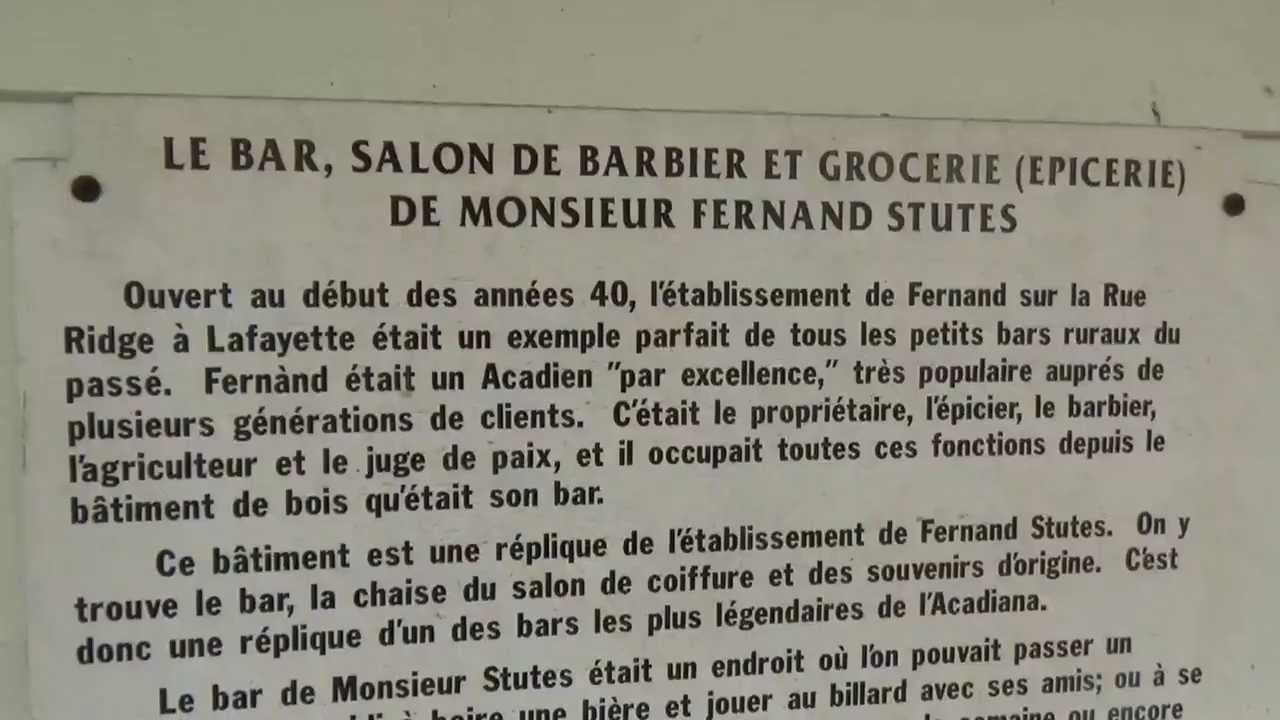 LE BAR, SALON DE BARBIER ET GROCERIE (EPICERIE)
DE MONSIEUR FERNAND STUTES
Ouvert au début des années 40, l'établissement de Fernand sur la Rue
Ridge à Lafayette était un exemple parfait de tous les petits bars ruraux du
passé. Fernànd était un Acadien "par excellence," très populaire auprés de
plusieurs générations de clients. C'était le propriétaire, l'épicier, le barbier,
l'agriculteur et le juge de paix, et il occupait toutes ces fonctions depuis le
bâtiment de bois qu'était son bar.
Ce bâtiment est une réplique de l'établissement de Fernand Stutes. On y
trouve le bar, la chaise du salon de coiffure et des souvenirs d'origine. C'est
donc une réplique d'un des bars les plus légendaires de l'Acadiana.
Le bar de Monsieur Stutes était un endroit où l'on pouvait passer un
à boire une bière et jouer au billard avec ses amis; ou à se
semaine ou encore